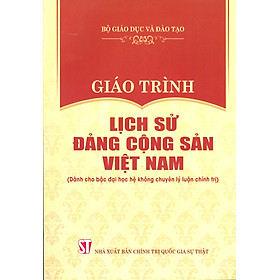 BỘ GIÁO DỤC VÀ ĐÀO TẠO
GIÁO TRÌNH
LỊCH SỬ
ĐẢNG CỘNG SẢN
VIỆT NAM
(Dành cho bậc đại học hệ không chuyên lý luận chính trị)
ST
NHÀ XUẤT BẢN CHÍNH TRỊ QUỐC GIA SỰ THẬT